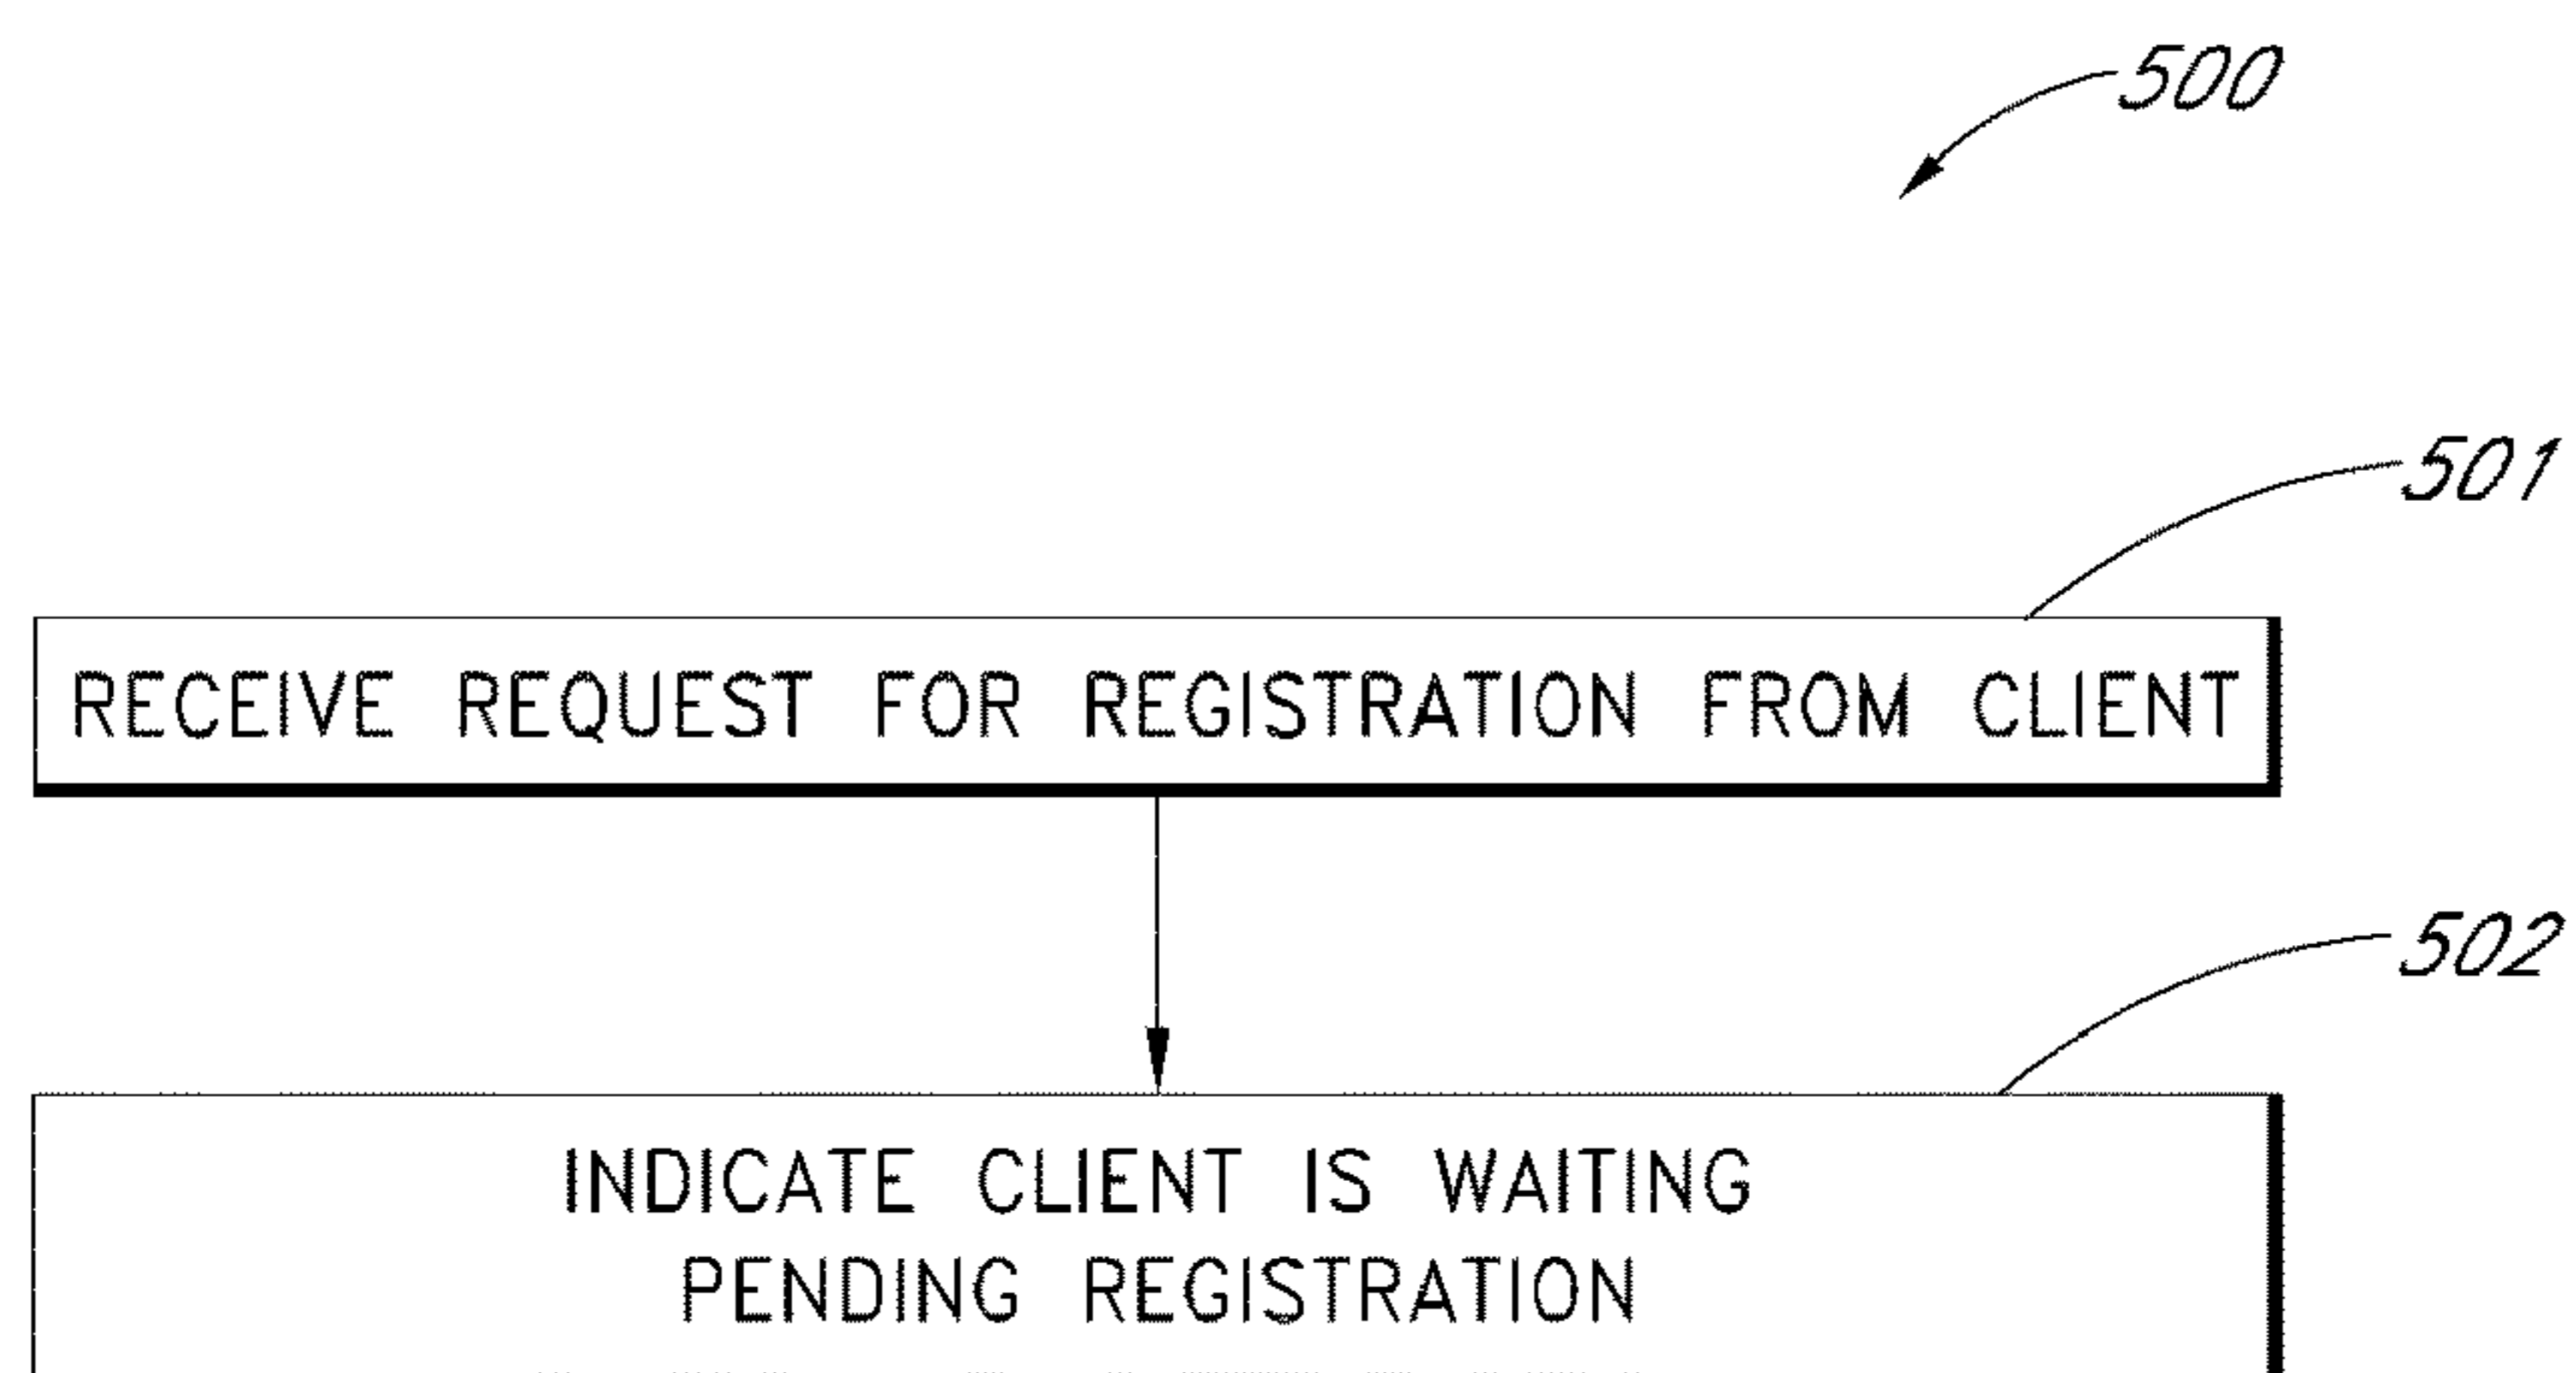 500
501
RECEIVE REQUEST FOR REGISTRATION FROM CLIENT
502
INDICATE CLIENT IS WAITING
PENDING REGISTRATION